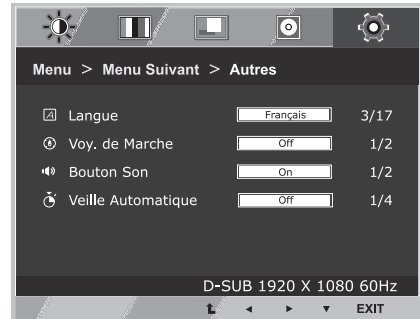 Menu > Menu Suivant > Autres
Langue Français 3/17
Voy. de Marche Off 1/2
Bouton Son On 1/2
Veille Automatique Off 1/4
D-SUB 1920 X 1080 60Hz
EXIT